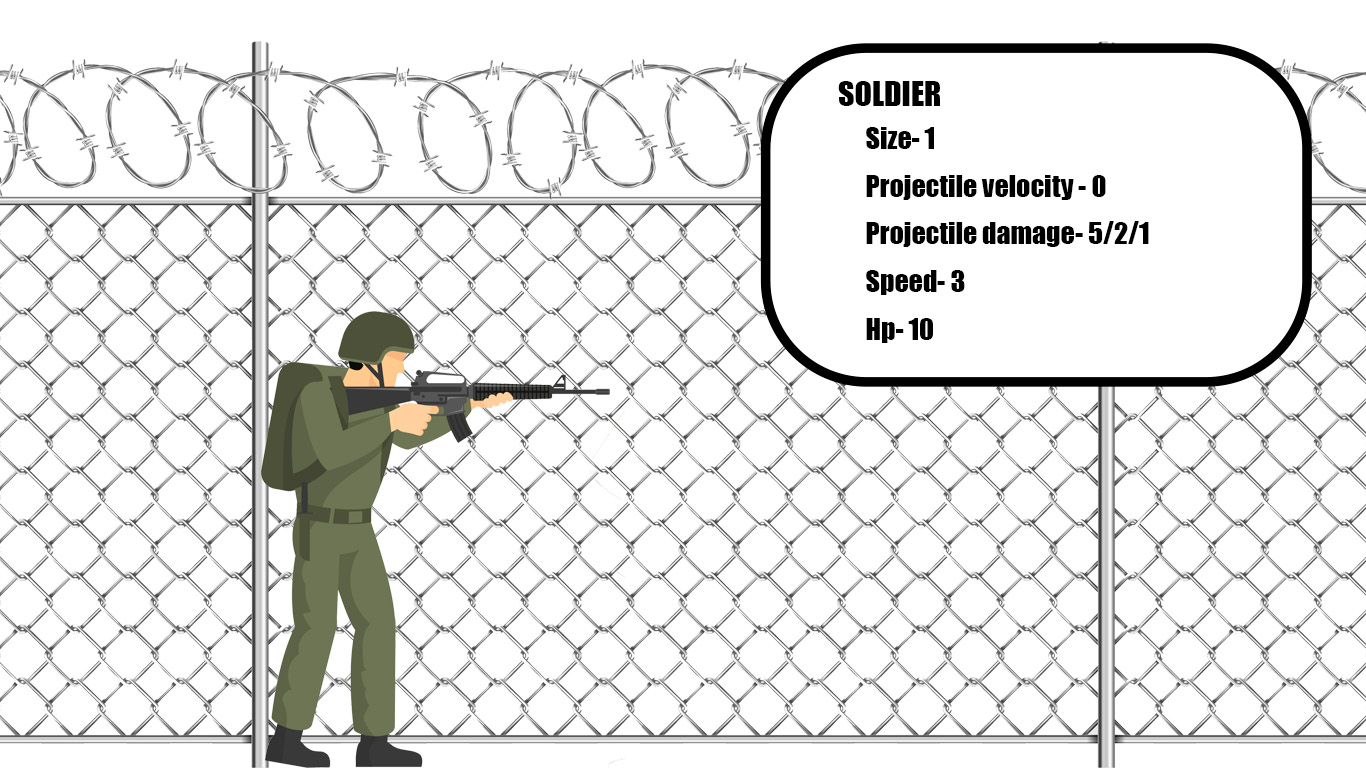 SOLDIER
Size- 1
Projectile velocity - 0
Projectile damage- 5/2/1
Speed- 3
Hp- 10